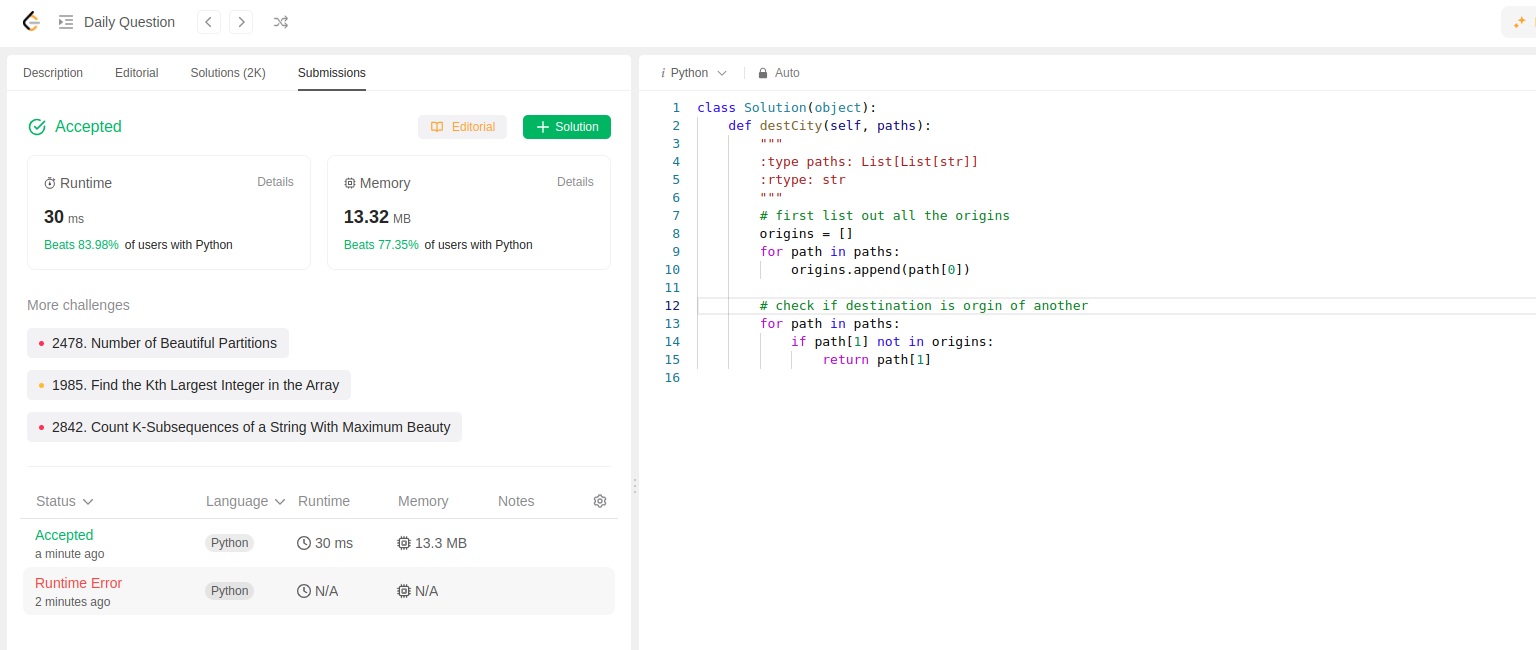 Daily Question
Description Editorial Solutions (2K) Submissions
Accepted Editorial Solution
Runtime Details
30 ms
Beats 83.98% of users with Python
Memory Details
13.32 MB
Beats 77.35% of users with Python
More challenges
2478. Number of Beautiful Partitions
1985. Find the Kth Largest Integer in the Array
2842. Count K-Subsequences of a String With Maximum Beauty
Status Language Runtime Memory Notes
Accepted Python 30 ms 13.3 MB
a minute ago
Runtime Error Python N/A N/A
2 minutes ago
i Python Auto
1 class Solution(object):
2     def destCity(self, paths):
3         """
4         :type paths: List[List[str]]
5         :rtype: str
6         """
7         # first list out all the origins
8         origins = []
9         for path in paths:
10             origins.append(path[0])
11
12         # check if destination is orgin of another
13         for path in paths:
14             if path[1] not in origins:
15                 return path[1]
16